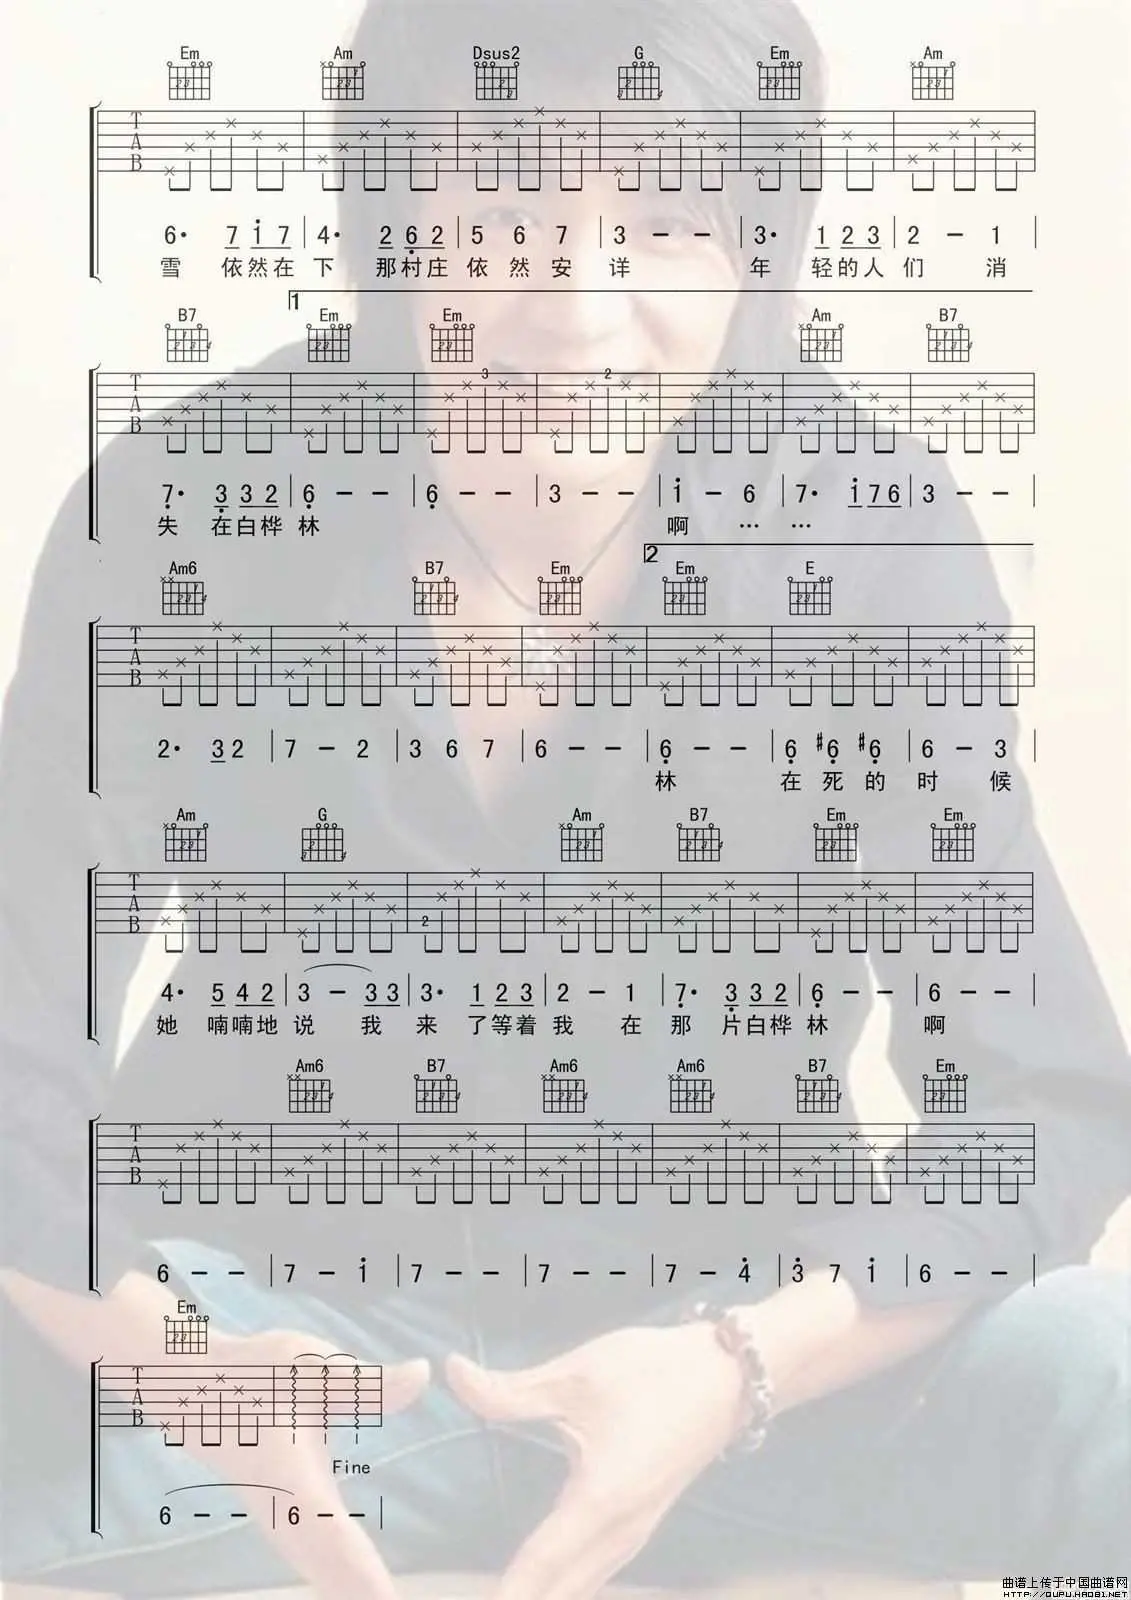 Em Am Dsus2 G Em Am
T
A
B
6· 7 i 7 | 4· 2 6 2 | 5 6 7 | 3 - - | 3· 1 2 3 | 2 - 1 |
雪 依然在 下 那村庄 依 然 安 详 年 轻的人 们 消
1
B7 Em Em Am B7
T
A
B
7· 3 3 2 | 6 - - | 6 - - | 3 - - | i - 6 | 7· i 7 6 | 3 - - |
失 在白桦 林 啊 … …
2
Am6 B7 Em Em E
T
A
B
2· 3 2 | 7 - 2 | 3 6 7 | 6 - - | 6 - - | 6 #6 #6 | 6 - 3 |
林 在 死 的 时 候
Am G Am B7 Em Em
T
A
B
2
4· 5 4 2 | 3 - 3 3 | 3· 1 2 3 | 2 - 1 | 7· 3 3 2 | 6 - - | 6 - - |
她 喃喃地 说 我 来 了等着 我 在 那 片白桦 林 啊
Am6 B7 Am6 Am6 B7 Em
T
A
B
6 - - | 7 - i | 7 - - | 7 - - | 7 - 4 | 3 7 i | 6 - - |
Em
T
A
B
Fine
6 - - | 6 - - |
曲谱上传于中国曲谱网
HTTP://QUPU.HAO81.NET